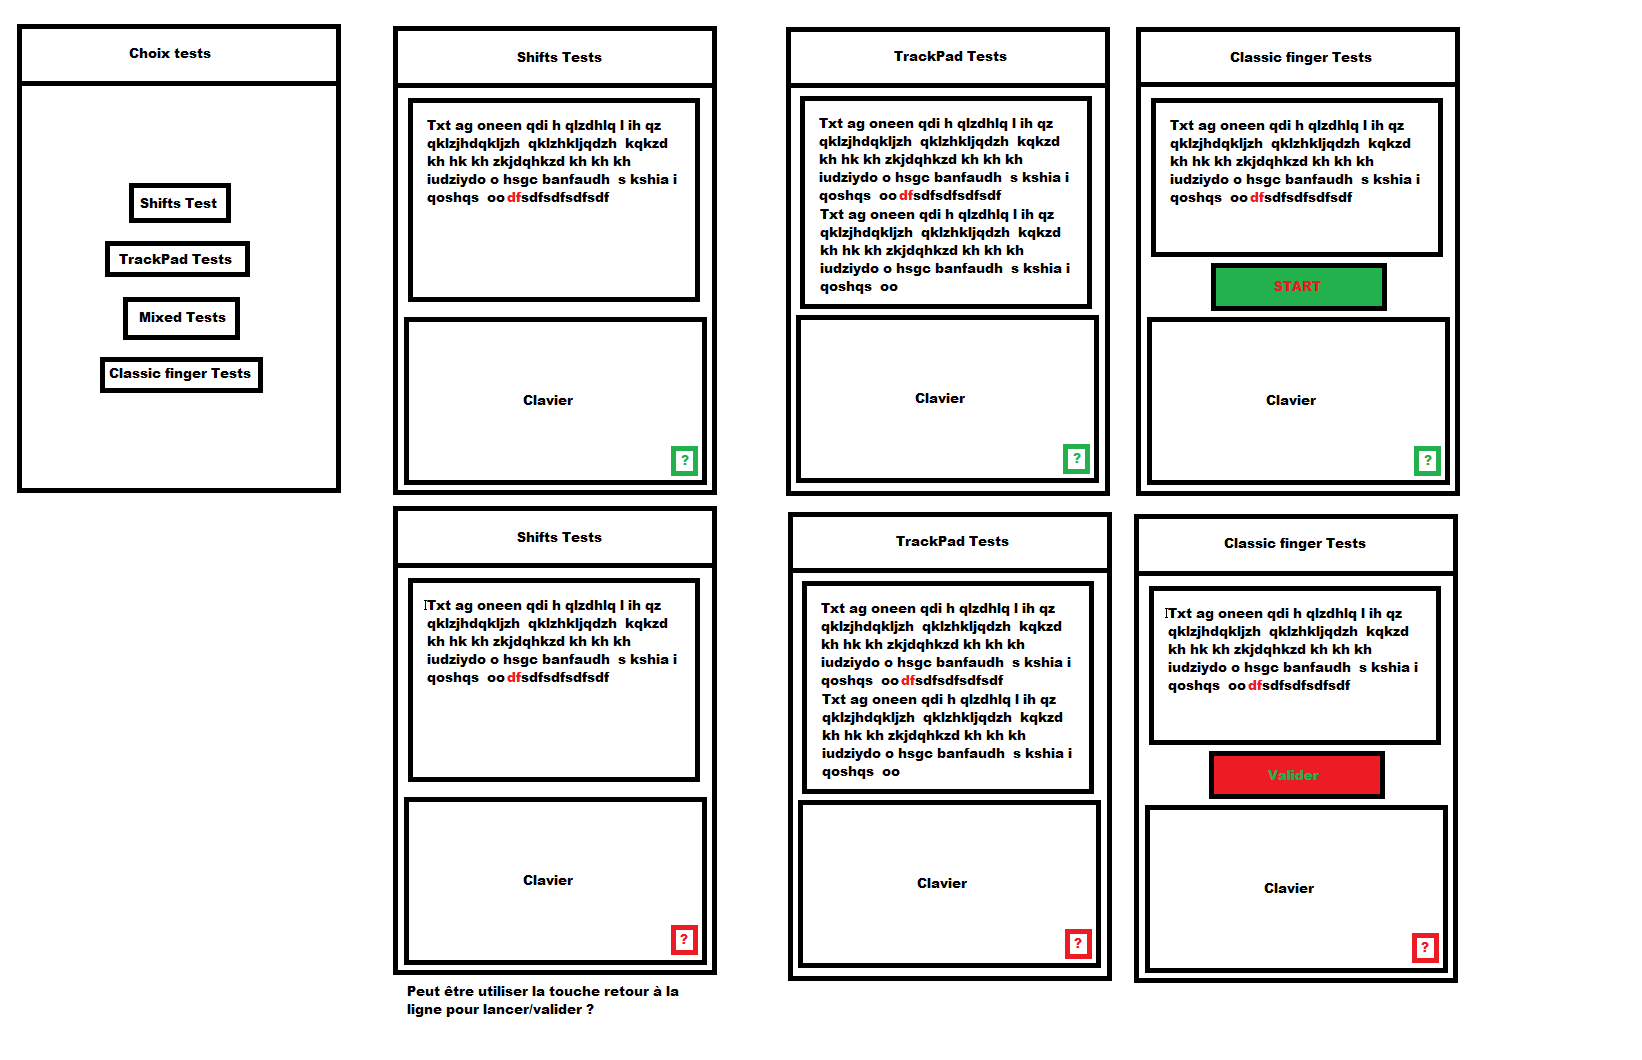 Choix tests
Shifts Test
TrackPad Tests
Mixed Tests
Classic finger Tests
Shifts Tests
Txt ag oneen qdi h qlzdhlq l ih qz
qklzjhdqkljzh qklzhkljqdzh kqkzd
kh hk kh zkjdqhkzd kh kh kh
iudziydo o hsgc banfaudh s kshia i
qoshqs oo dfsdfsdfsdfsdf
Clavier
?
TrackPad Tests
Txt ag oneen qdi h qlzdhlq l ih qz
qklzjhdqkljzh qklzhkljqdzh kqkzd
kh hk kh zkjdqhkzd kh kh kh
iudziydo o hsgc banfaudh s kshia i
qoshqs oo dfsdfsdfsdfsdf
Txt ag oneen qdi h qlzdhlq l ih qz
qklzjhdqkljzh qklzhkljqdzh kqkzd
kh hk kh zkjdqhkzd kh kh kh
iudziydo o hsgc banfaudh s kshia i
qoshqs oo
Clavier
?
Classic finger Tests
Txt ag oneen qdi h qlzdhlq l ih qz
qklzjhdqkljzh qklzhkljqdzh kqkzd
kh hk kh zkjdqhkzd kh kh kh
iudziydo o hsgc banfaudh s kshia i
qoshqs oo dfsdfsdfsdfsdf
START
Clavier
?
Shifts Tests
Txt ag oneen qdi h qlzdhlq l ih qz
qklzjhdqkljzh qklzhkljqdzh kqkzd
kh hk kh zkjdqhkzd kh kh kh
iudziydo o hsgc banfaudh s kshia i
qoshqs oo dfsdfsdfsdfsdf
Clavier
?
Peut être utiliser la touche retour à la
ligne pour lancer/valider ?
TrackPad Tests
Txt ag oneen qdi h qlzdhlq l ih qz
qklzjhdqkljzh qklzhkljqdzh kqkzd
kh hk kh zkjdqhkzd kh kh kh
iudziydo o hsgc banfaudh s kshia i
qoshqs oo dfsdfsdfsdfsdf
Txt ag oneen qdi h qlzdhlq l ih qz
qklzjhdqkljzh qklzhkljqdzh kqkzd
kh hk kh zkjdqhkzd kh kh kh
iudziydo o hsgc banfaudh s kshia i
qoshqs oo
Clavier
?
Classic finger Tests
Txt ag oneen qdi h qlzdhlq l ih qz
qklzjhdqkljzh qklzhkljqdzh kqkzd
kh hk kh zkjdqhkzd kh kh kh
iudziydo o hsgc banfaudh s kshia i
qoshqs oo dfsdfsdfsdfsdf
Valider
Clavier
?